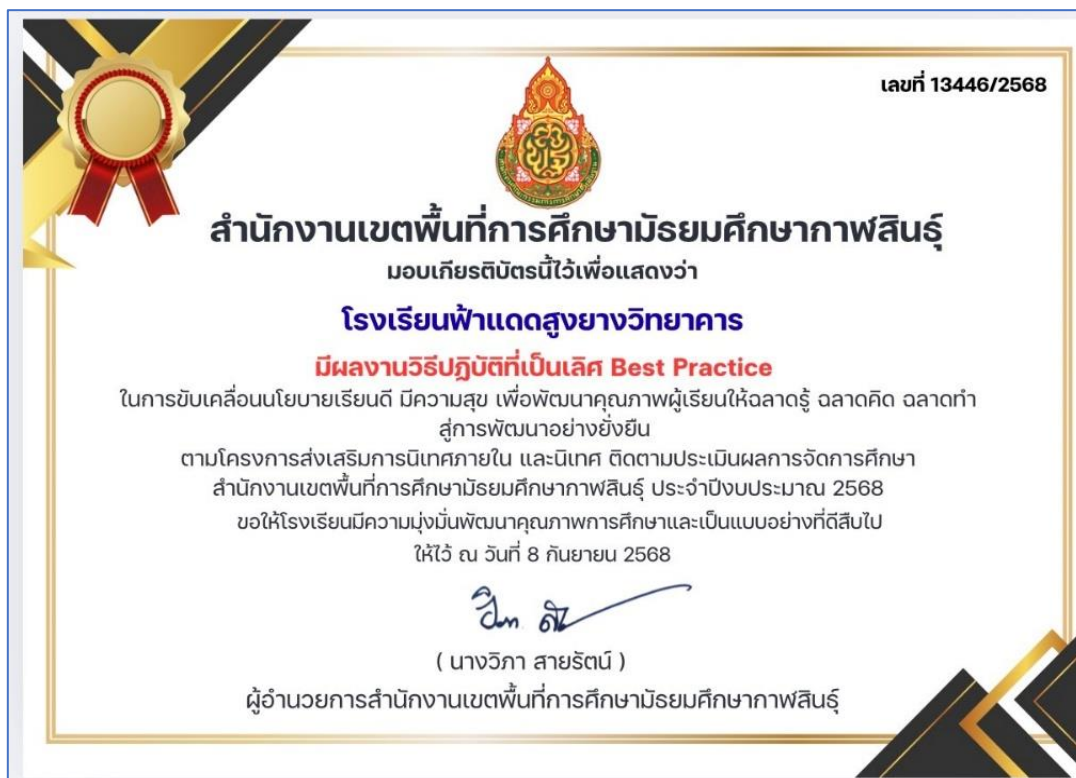 เลขที่ 13446/2568
สำนักงานเขตพื้นที่การศึกษามัธยมศึกษากาฬสินธุ์
มอบเกียรติบัตรนี้ไว้เพื่อแสดงว่า
โรงเรียนฟ้าแดดสูงยางวิทยาคาร
มีผลงานวิธีปฏิบัติที่เป็นเลิศ Best Practice
ในการขับเคลื่อนนโยบายเรียนดี มีความสุข เพื่อพัฒนาคุณภาพผู้เรียนให้ฉลาดรู้ ฉลาดคิด ฉลาดทำ
สู่การพัฒนาอย่างยั่งยืน
ตามโครงการส่งเสริมการนิเทศภายใน และนิเทศ ติดตามประเมินผลการจัดการศึกษา
สำนักงานเขตพื้นที่การศึกษามัธยมศึกษากาฬสินธุ์ ประจำปีงบประมาณ 2568
ขอให้โรงเรียนมีความมุ่งมั่นพัฒนาคุณภาพการศึกษาและเป็นแบบอย่างที่ดีสืบไป
ให้ไว้ ณ วันที่ 8 กันยายน 2568
( นางวิภา สายรัตน์ )
ผู้อำนวยการสำนักงานเขตพื้นที่การศึกษามัธยมศึกษากาฬสินธุ์